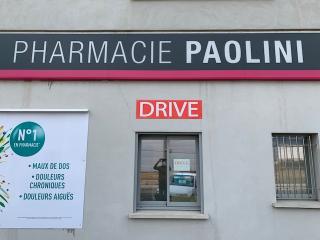 PHARMACIE PAOLINI
DRIVE
N°1
EN PHARMACIE
• MAUX DE DOS
• DOULEURS
CHRONIQUES
• DOULEURS AIGUËS